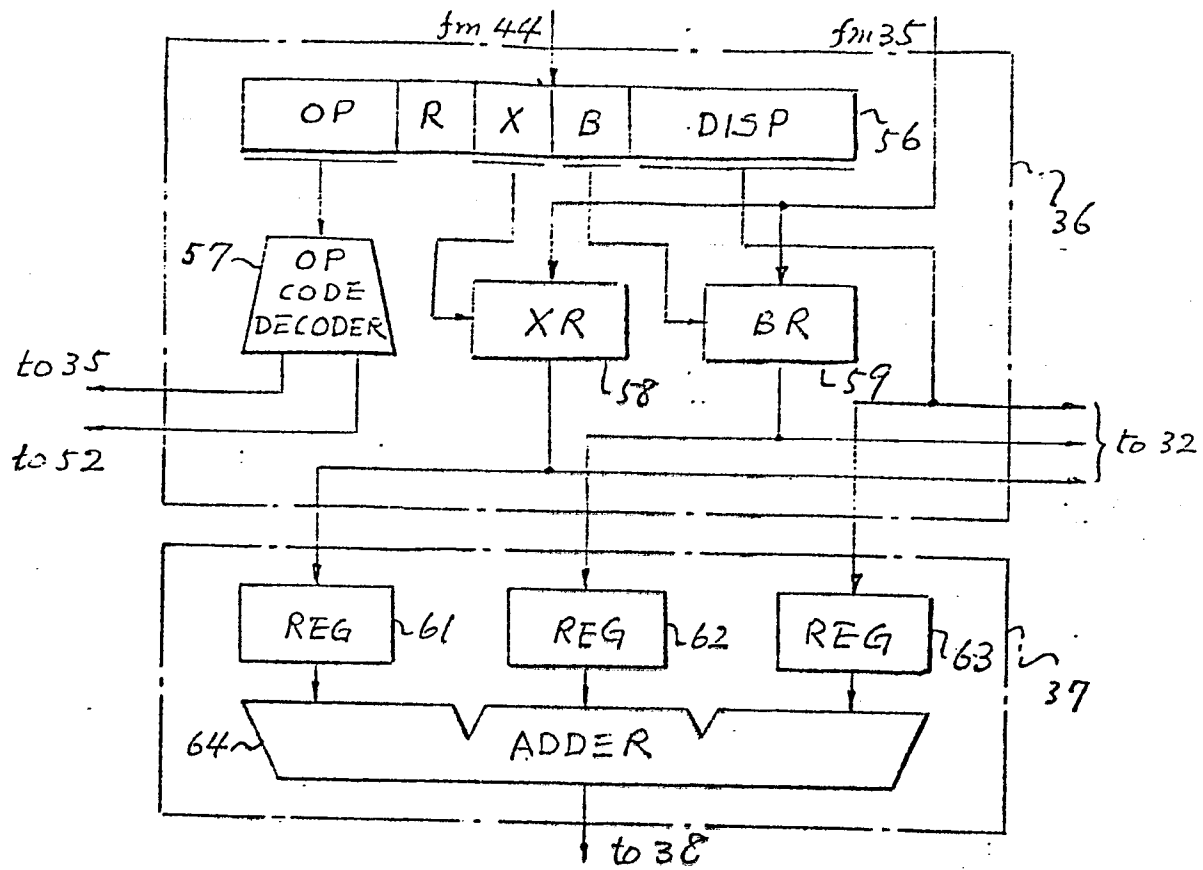 fm 44
fm 35
OP R X B DISP
56
36
57
OP CODE DECODER
XR
BR
58
59
to 35
to 52
to 32
REG
61
REG
62
REG
63
37
64
ADDER
to 38